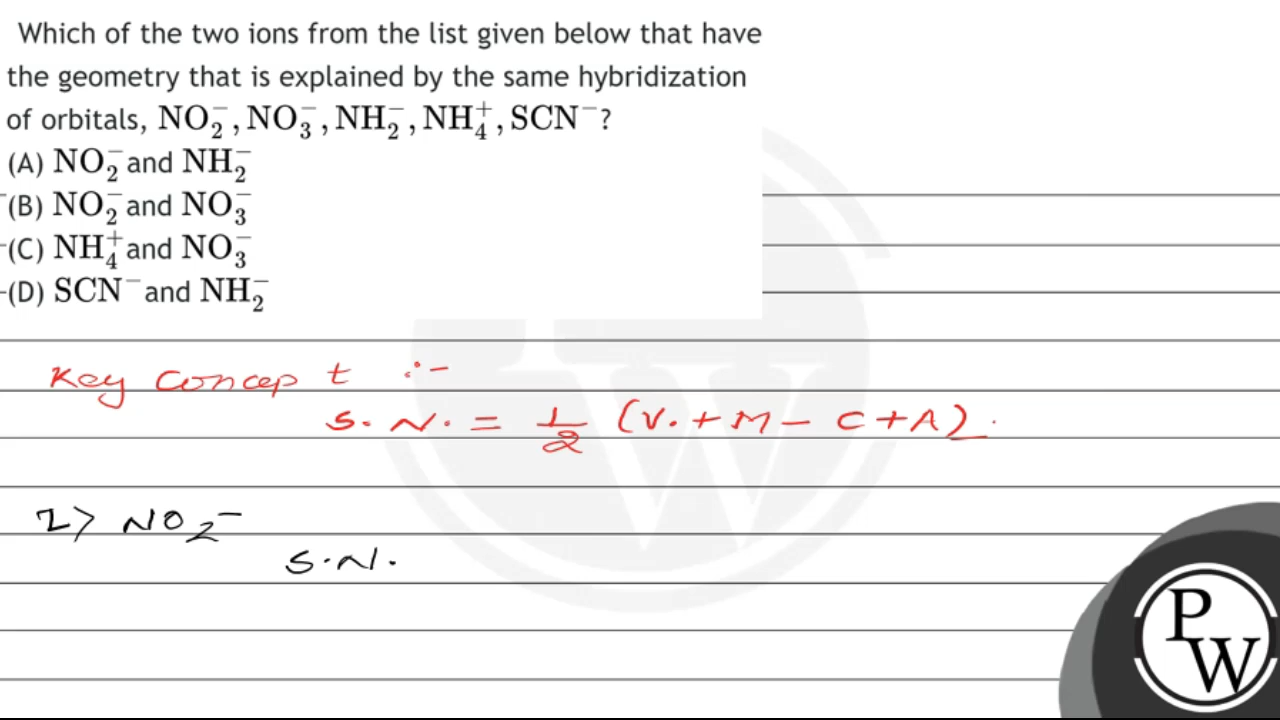 Which of the two ions from the list given below that have
the geometry that is explained by the same hybridization
of orbitals, NO₂⁻, NO₃⁻, NH₂⁻, NH₄⁺, SCN⁻?
(A) NO₂⁻ and NH₂⁻
(B) NO₂⁻ and NO₃⁻
(C) NH₄⁺ and NO₃⁻
(D) SCN⁻ and NH₂⁻
Key Concept :-
S. N. = 1/2 (V. + M - C + A).
1> NO₂⁻
S.N.
PW